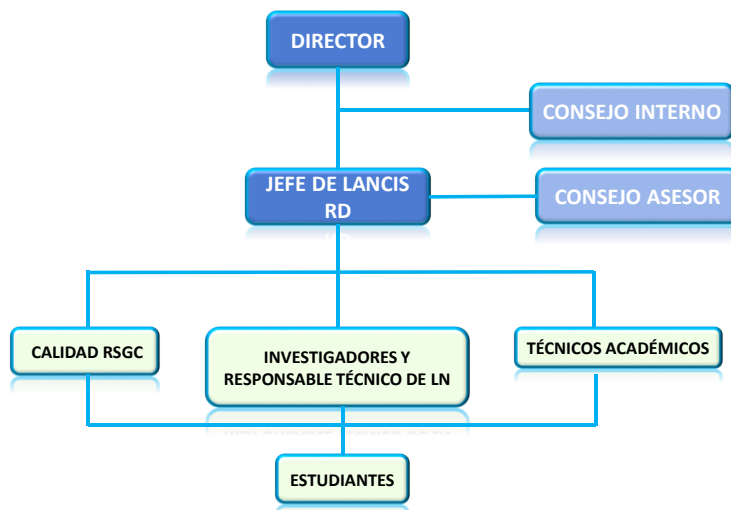 DIRECTOR
CONSEJO INTERNO
JEFE DE LANCIS
RD
CONSEJO ASESOR
CALIDAD RSGC
INVESTIGADORES Y
RESPONSABLE TÉCNICO DE LN
TÉCNICOS ACADÉMICOS
ESTUDIANTES